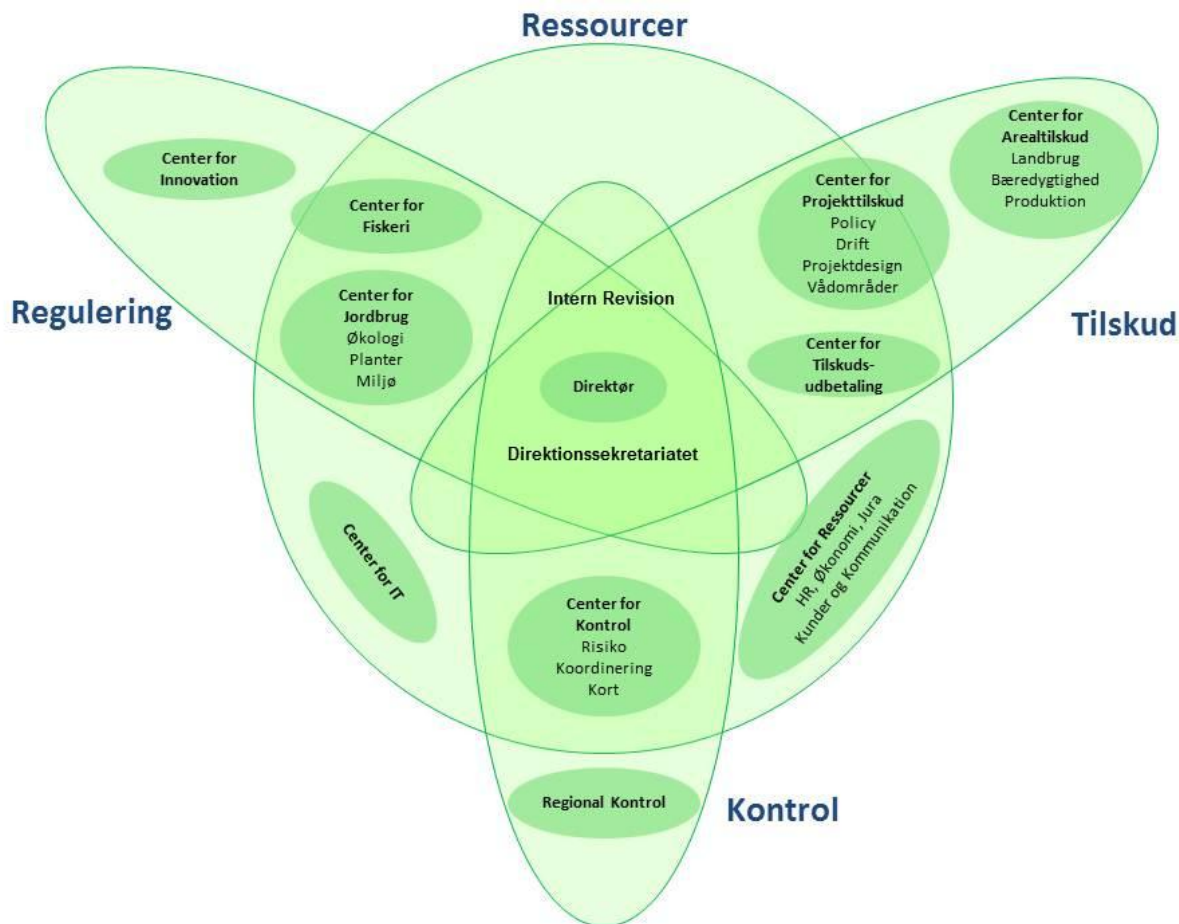 Ressourcer
Center for
Innovation
Center for
Fiskeri
Center for
Jordbrug
Økologi
Planter
Miljø
Regulering
Center for
Arealtilskud
Landbrug
Bæredygtighed
Produktion
Center for
Projekttilskud
Policy
Drift
Projektdesign
Vådområder
Center for
Tilskuds-
udbetaling
Tilskud
Intern Revision
Direktør
Direktionssekretariatet
Center for IT
Center for Ressourcer
HR, Økonomi, Jura
Kunder og Kommunikation
Center for
Kontrol
Risiko
Koordinering
Kort
Regional Kontrol
Kontrol